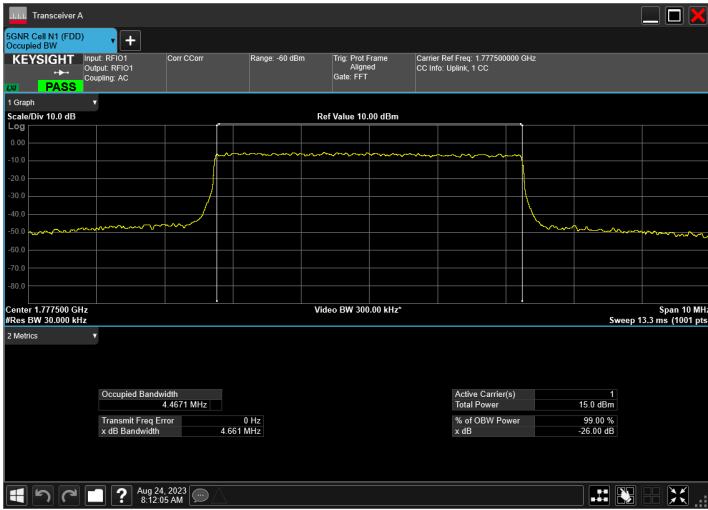 Transceiver A
5GNR Cell N1 (FDD)
Occupied BW
KEYSIGHT
LXI
PASS
Input: RFIO1
Output: RFIO1
Coupling: AC
Corr CCorr
Range: -60 dBm
Trig: Prot Frame
Aligned
Gate: FFT
Carrier Ref Freq: 1.777500000 GHz
CC Info: Uplink, 1 CC
1 Graph
Scale/Div 10.0 dB
Ref Value 10.00 dBm
Log
0.00
-10.0
-20.0
-30.0
-40.0
-50.0
-60.0
-70.0
-80.0
Center 1.777500 GHz
Video BW 300.00 kHz*
Span 10 MHz
#Res BW 30.000 kHz
Sweep 13.3 ms (1001 pts
2 Metrics
Occupied Bandwidth
4.4671 MHz
Transmit Freq Error 0 Hz
x dB Bandwidth 4.661 MHz
Active Carrier(s) 1
Total Power 15.0 dBm
% of OBW Power 99.00 %
x dB -26.00 dB
Aug 24, 2023
8:12:05 AM